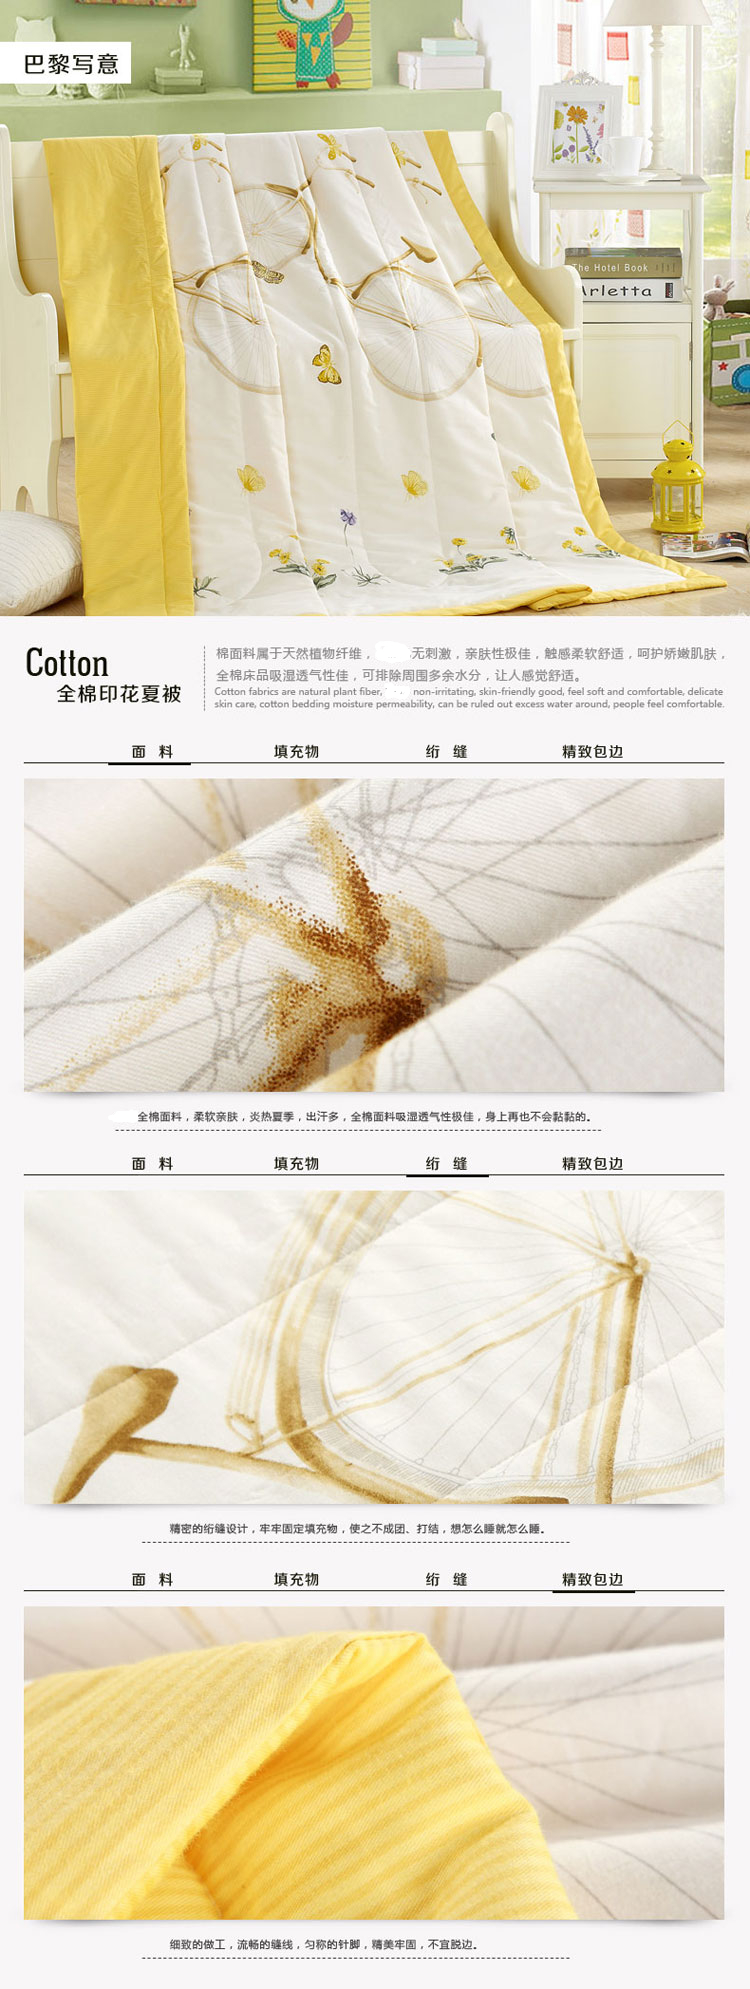 巴黎写意
The Hotel Book
Arletta
Cotton
全棉印花夏被
棉面料属于天然植物纤维，无刺激，亲肤性极佳，触感柔软舒适，呵护娇嫩肌肤，
全棉床品吸湿透气性佳，可排除周围多余水分，让人感觉舒适。
Cotton fabrics are natural plant fiber, non-irritating, skin-friendly good, feel soft and comfortable, delicate
skin care, cotton bedding moisture permeability, can be ruled out excess water around, people feel comfortable.
面 料 填充物 绗 缝 精致包边
全棉面料，柔软亲肤，炎热夏季，出汗多，全棉面料吸湿透气性极佳，身上再也不会黏黏的。
面 料 填充物 绗 缝 精致包边
精密的绗缝设计，牢牢固定填充物，使之不成团、打结，想怎么睡就怎么睡。
面 料 填充物 绗 缝 精致包边
细致的做工，流畅的缝线，匀称的针脚，精美牢固，不宜脱边。